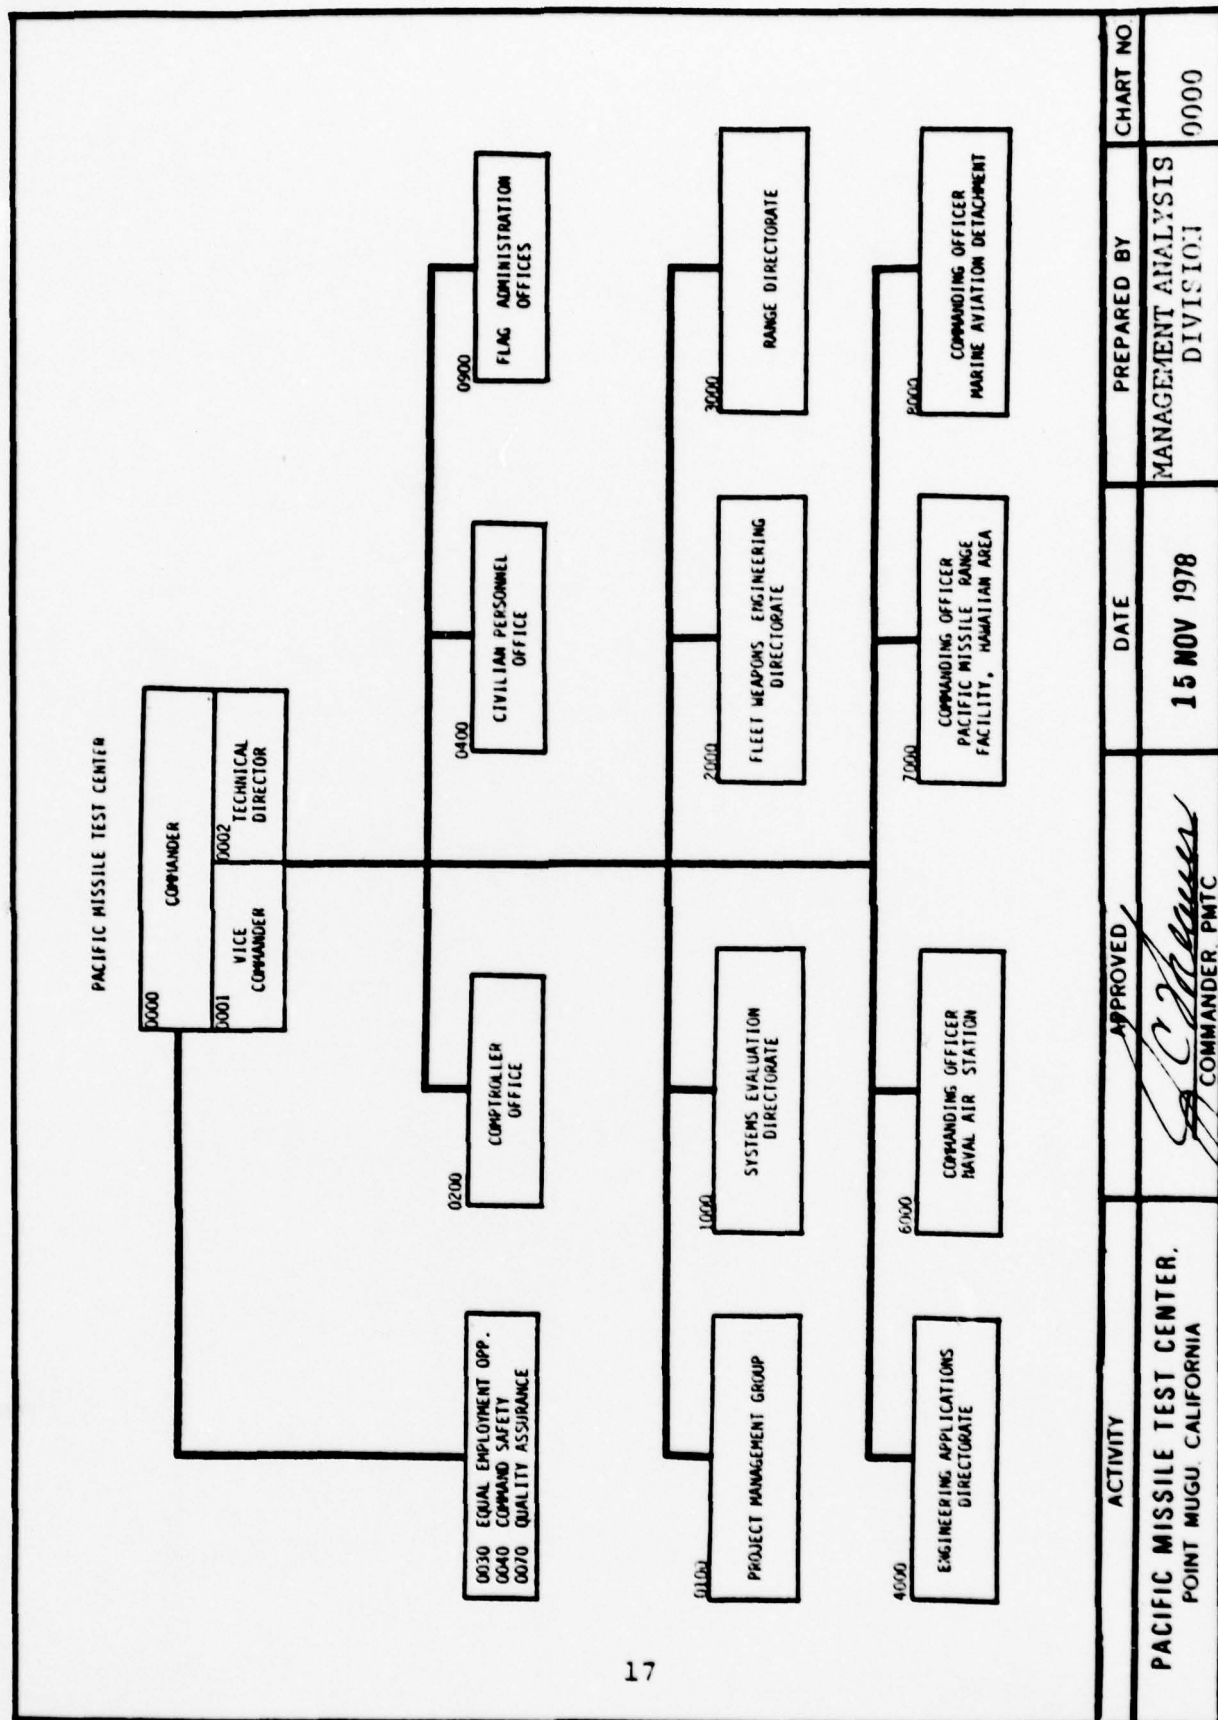 PACIFIC MISSILE TEST CENTER
0000
COMMANDER
0001
VICE
COMMANDER
0002
TECHNICAL
DIRECTOR
0030 EQUAL EMPLOYMENT OPP.
0040 COMMAND SAFETY
0070 QUALITY ASSURANCE
0200
COMPTROLLER
OFFICE
0400
CIVILIAN PERSONNEL
OFFICE
0900
FLAG ADMINISTRATION
OFFICES
0100
PROJECT MANAGEMENT GROUP
1000
SYSTEMS EVALUATION
DIRECTORATE
2000
FLEET WEAPONS ENGINEERING
DIRECTORATE
3000
RANGE DIRECTORATE
4000
ENGINEERING APPLICATIONS
DIRECTORATE
6000
COMMANDING OFFICER
NAVAL AIR STATION
7000
COMMANDING OFFICER
PACIFIC MISSILE RANGE
FACILITY, HAWAIIAN AREA
8000
COMMANDING OFFICER
MARINE AVIATION DETACHMENT
ACTIVITY
PACIFIC MISSILE TEST CENTER,
POINT MUGU, CALIFORNIA
APPROVED
COMMANDER, PMTC
DATE
15 NOV 1978
PREPARED BY
MANAGEMENT ANALYSIS
DIVISION
CHART NO.
0000
17